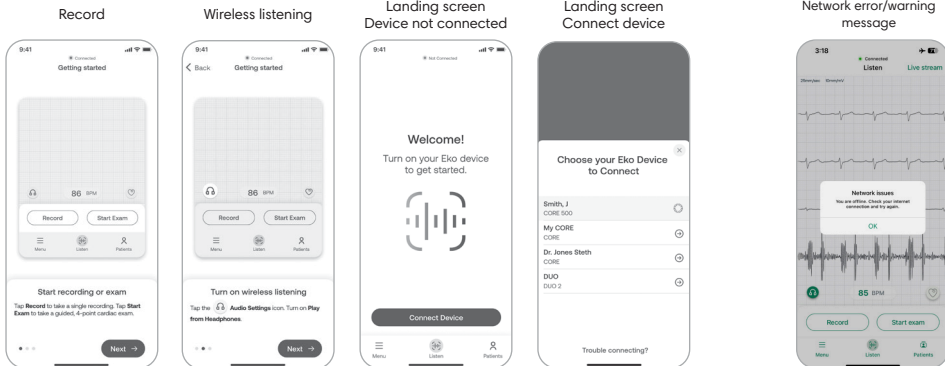 Record
9:41
Connected
Getting started
86 BPM
Record
Start Exam
Menu
Listen
Patients
Start recording or exam
Tap Record to take a single recording. Tap Start
Exam to take a guided, 4-point cardiac exam.
Next →
Wireless listening
9:41
Connected
Back
Getting started
86 BPM
Record
Start Exam
Menu
Listen
Patients
Turn on wireless listening
Tap the Audio Settings icon. Turn on Play
from Headphones.
Next →
Landing screen
Device not connected
9:41
Not Connected
Welcome!
Turn on your Eko device
to get started.
Connect Device
Menu
Listen
Patients
Landing screen
Connect device
Choose your Eko Device
to Connect
Smith, J
CORE 500
My CORE
CORE
Dr. Jones Steth
CORE
DUO
DUO 2
Trouble connecting?
Network error/warning
message
3:18
Connected
Listen
Live stream
25mm/sec 10mm/mV
Network issues
You are offline. Check your internet
connection and try again.
OK
85 BPM
Record
Start exam
Menu
Listen
Patients